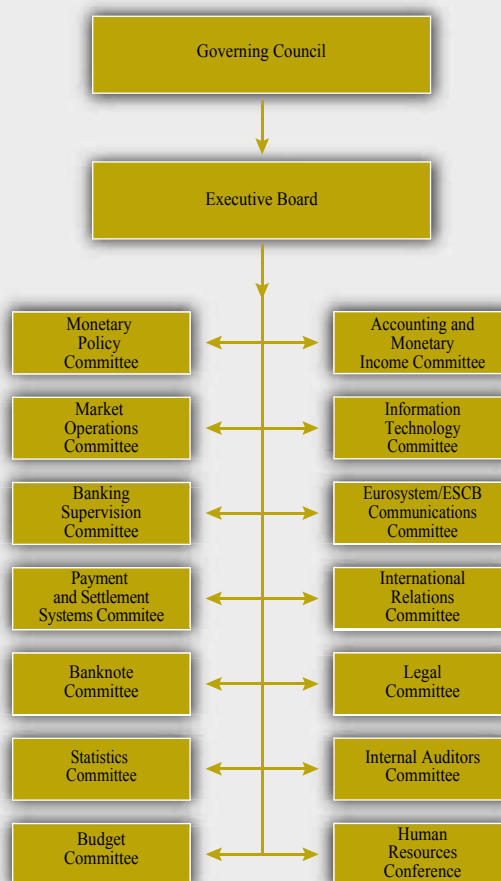 Governing Council
Executive Board
Monetary
Policy
Committee
Accounting and
Monetary
Income Committee
Market
Operations
Committee
Information
Technology
Committee
Banking
Supervision
Committee
Eurosystem/ESCB
Communications
Committee
Payment
and Settlement
Systems Commitee
International
Relations
Committee
Banknote
Committee
Legal
Committee
Statistics
Committee
Internal Auditors
Committee
Budget
Committee
Human
Resources
Conference